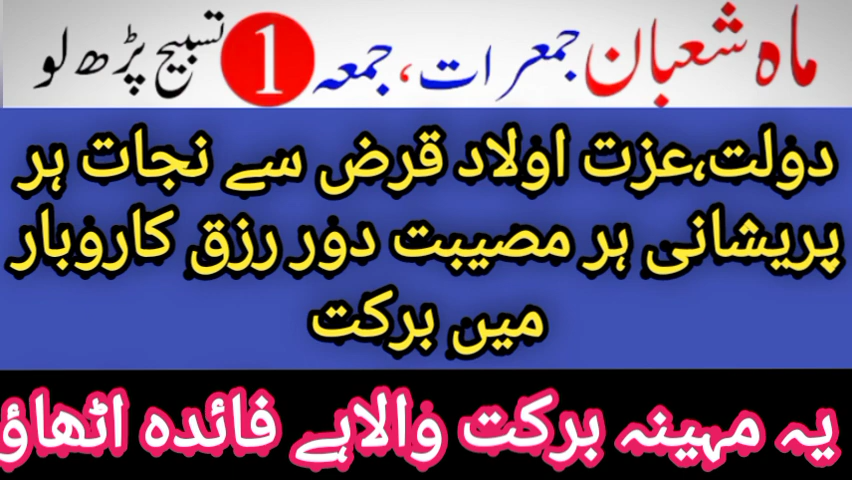 ماہ شعبان جمعرات، جمعہ 1 تسبیح پڑھ لو
دولت،عزت اولاد قرض سے نجات ہر
پریشانی ہر مصیبت دور رزق کاروبار
میں برکت
یہ مہینہ برکت والاہے فائدہ اٹھاؤ